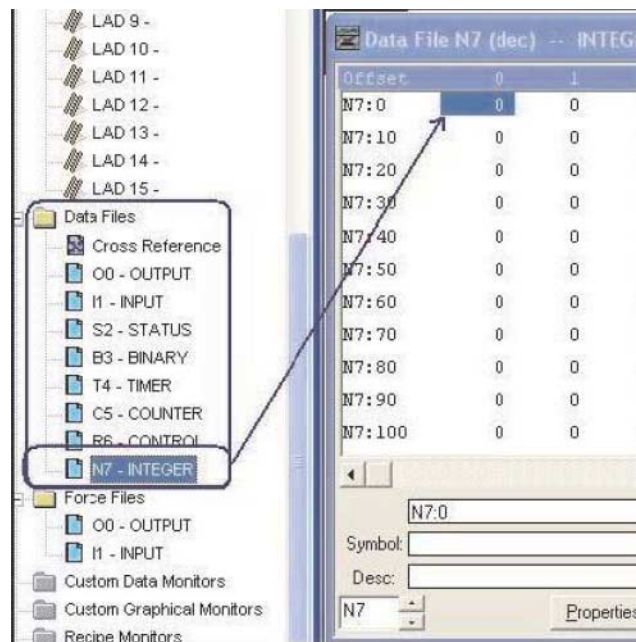 LAD 9 -
LAD 10 -
LAD 11 -
LAD 12 -
LAD 13 -
LAD 14 -
LAD 15 -
Data Files
Cross Reference
O0 - OUTPUT
I1 - INPUT
S2 - STATUS
B3 - BINARY
T4 - TIMER
C5 - COUNTER
R6 - CONTROL
N7 - INTEGER
Force Files
O0 - OUTPUT
I1 - INPUT
Custom Data Monitors
Custom Graphical Monitors
Recipe Monitors
Data File N7 (dec) -- INTEG
Offset 0 1
N7:0 0 0
N7:10 0 0
N7:20 0 0
N7:30 0 0
N7:40 0 0
N7:50 0 0
N7:60 0 0
N7:70 0 0
N7:80 0 0
N7:90 0 0
N7:100 0 0
N7:0
Symbol:
Desc:
N7 Properties